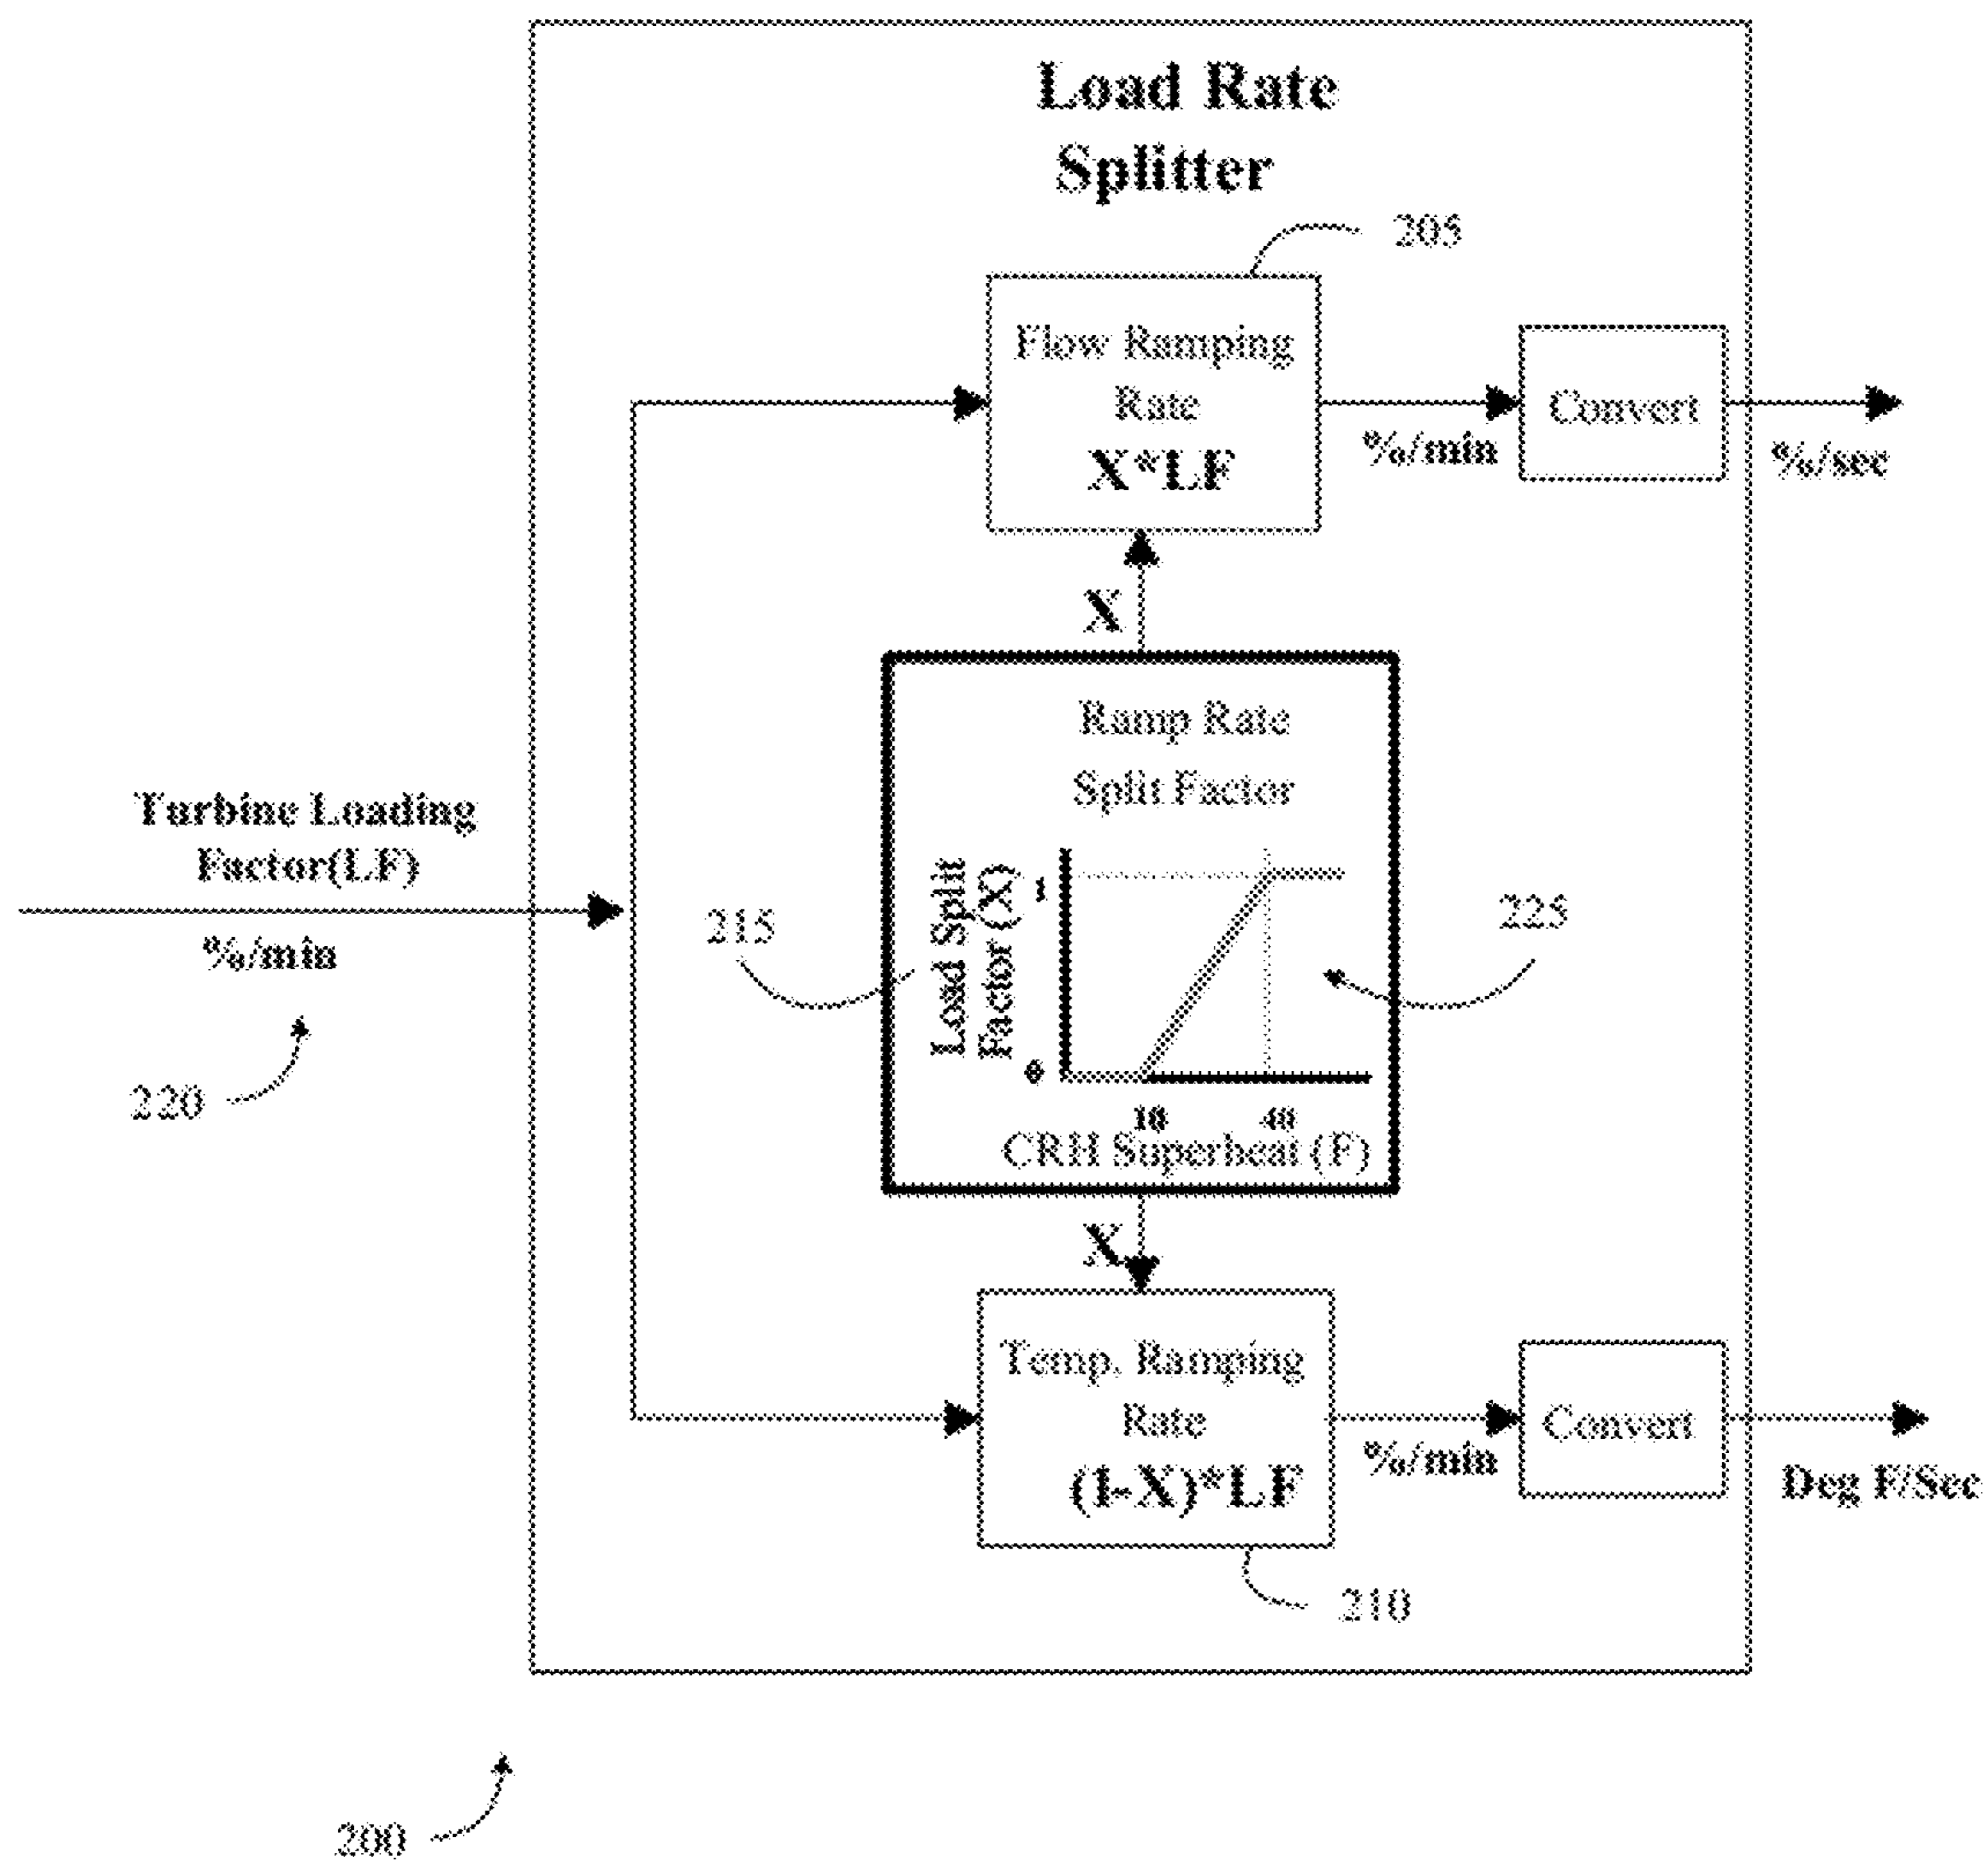 Load Rate
Splitter
205
Flow Ramping
Rate
X*LF
%/min
Convert
%/sec
X
Ramp Rate
Split Factor
Turbine Loading
Factor(LF)
%/min
220
215
Load Split
Factor (X)
1
0
10
40
CRH Superheat (F)
225
X
Temp. Ramping
Rate
(1-X)*LF
%/min
Convert
Deg F/Sec
210
200